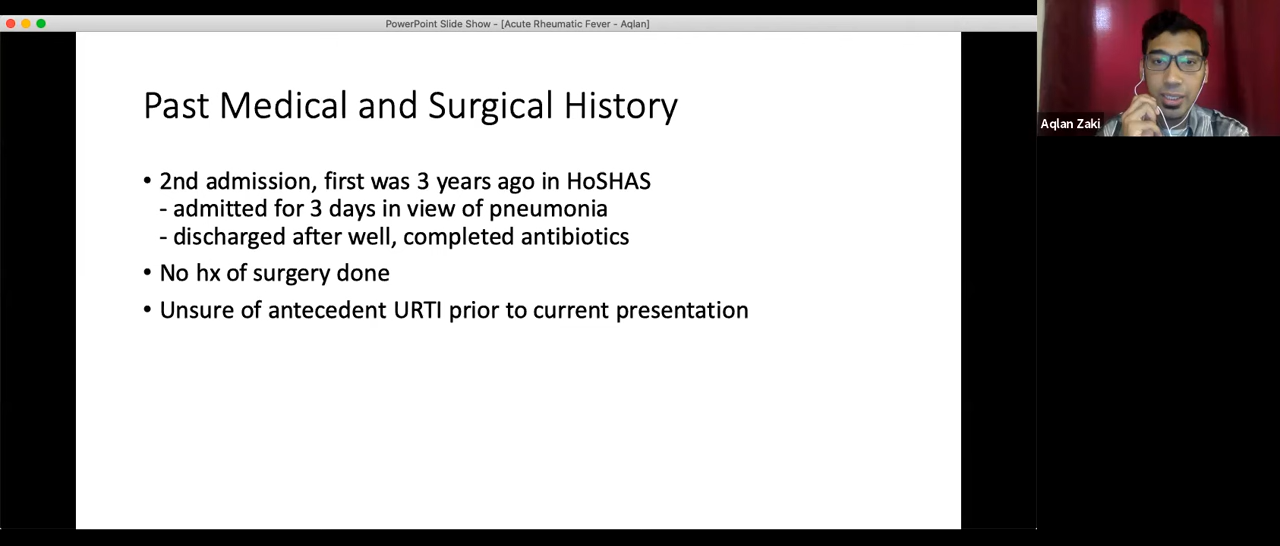 PowerPoint Slide Show - [Acute Rheumatic Fever - Aqlan]
Past Medical and Surgical History
• 2nd admission, first was 3 years ago in HoSHAS
- admitted for 3 days in view of pneumonia
- discharged after well, completed antibiotics
• No hx of surgery done
• Unsure of antecedent URTI prior to current presentation
Aqlan Zaki